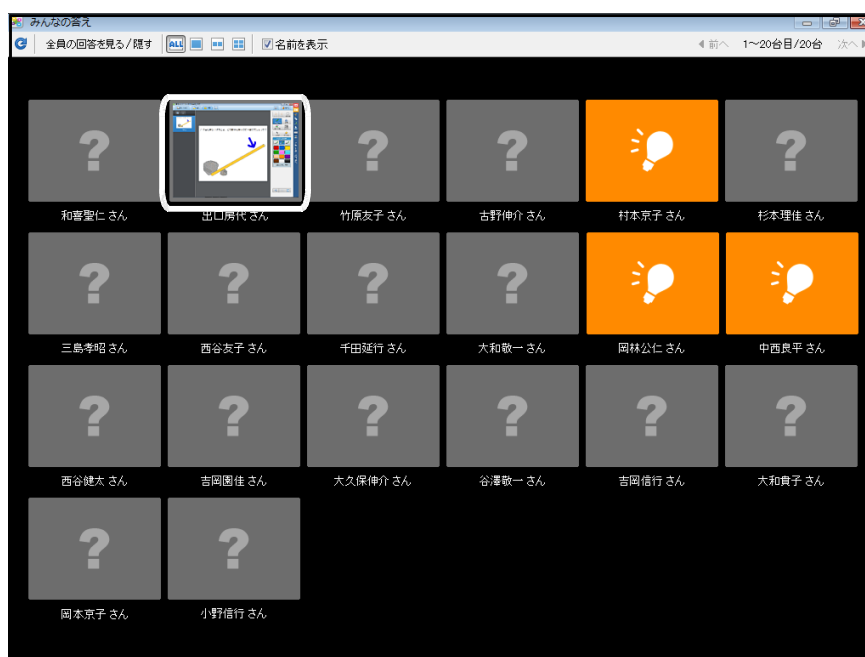 みんなの答え
全員の回答を見る/隠す ALL 名前を表示 前へ 1～20台目/20台 次へ
? ? ? ? ?
和喜聖仁 さん 出口房代 さん 竹原友子 さん 古野伸介 さん 村本京子 さん 杉本理佳 さん
? ? ? ?
三島孝昭 さん 西谷友子 さん 千田延行 さん 大和敬一 さん 岡林公仁 さん 中西良平 さん
? ? ? ? ? ?
西谷健太 さん 吉岡園佳 さん 大久保伸介 さん 谷澤敬一 さん 吉岡信行 さん 大和貴子 さん
? ?
岡本京子 さん 小野信行 さん